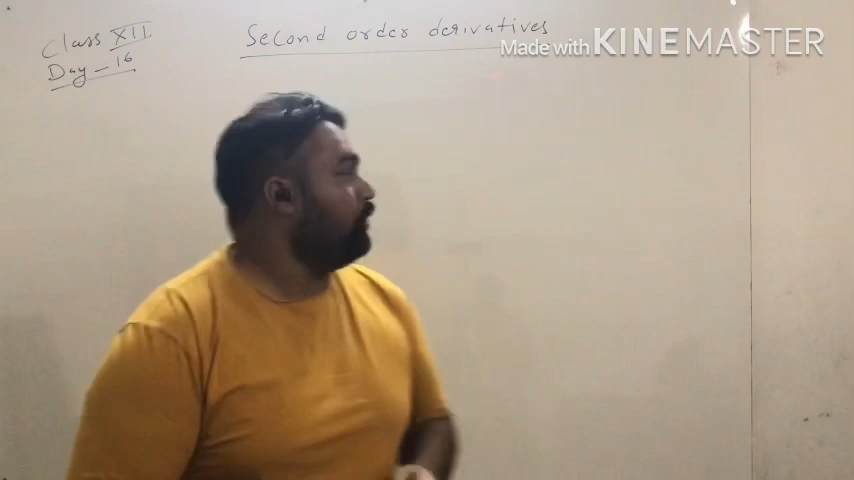 Class XII
Day - 16
Second order derivatives
Made with KINEMASTER